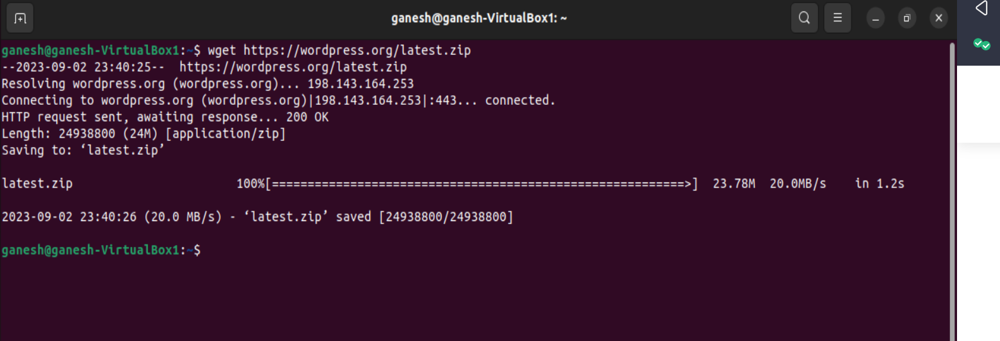 ganesh@ganesh-VirtualBox1: ~
ganesh@ganesh-VirtualBox1:~$ wget https://wordpress.org/latest.zip
--2023-09-02 23:40:25--  https://wordpress.org/latest.zip
Resolving wordpress.org (wordpress.org)... 198.143.164.253
Connecting to wordpress.org (wordpress.org)|198.143.164.253|:443... connected.
HTTP request sent, awaiting response... 200 OK
Length: 24938800 (24M) [application/zip]
Saving to: ‘latest.zip’
latest.zip                       100%[==========================================================>]  23.78M  20.0MB/s    in 1.2s
2023-09-02 23:40:26 (20.0 MB/s) - ‘latest.zip’ saved [24938800/24938800]
ganesh@ganesh-VirtualBox1:~$